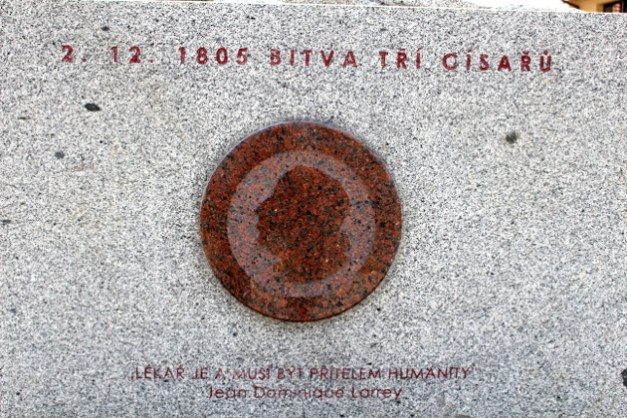 2. 12. 1805 BITVA TŘÍ CÍSAŘŮ
„LÉKAŘ JE A MUSÍ BÝT PŘÍTELEM HUMANITY“
Jean Dominique Larrey